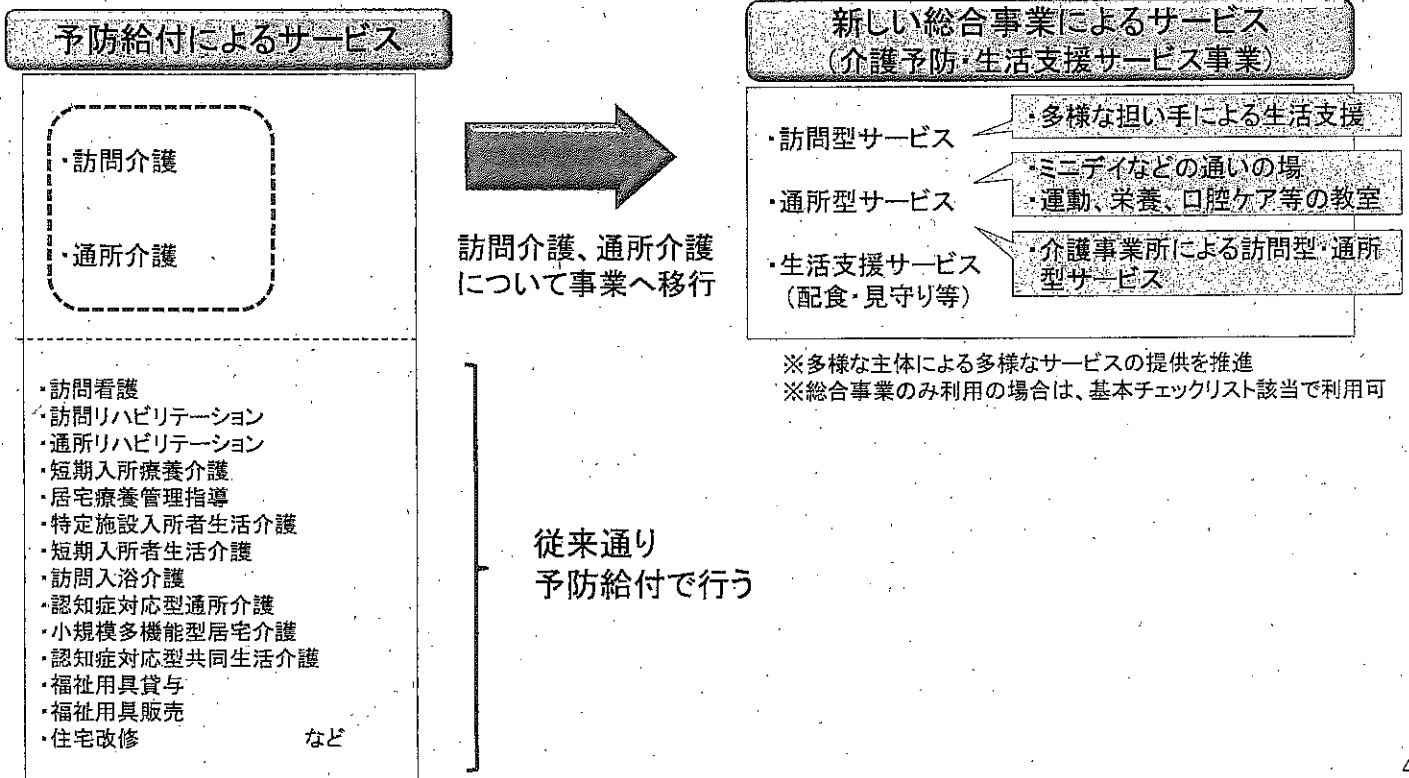 予防給付によるサービス
・訪問介護
・通所介護
訪問介護、通所介護
について事業へ移行
新しい総合事業によるサービス
(介護予防・生活支援サービス事業)
・訪問型サービス
・多様な担い手による生活支援
・通所型サービス
・ミニデイなどの通いの場
・運動、栄養、口腔ケア等の教室
・生活支援サービス
(配食・見守り等)
・介護事業所による訪問型・通所
型サービス
※多様な主体による多様なサービスの提供を推進
※総合事業のみ利用の場合は、基本チェックリスト該当で利用可
・訪問看護
・訪問リハビリテーション
・通所リハビリテーション
・短期入所療養介護
・居宅療養管理指導
・特定施設入所者生活介護
・短期入所者生活介護
・訪問入浴介護
・認知症対応型通所介護
・小規模多機能型居宅介護
・認知症対応型共同生活介護
・福祉用具貸与
・福祉用具販売
・住宅改修 など
従来通り
予防給付で行う
4